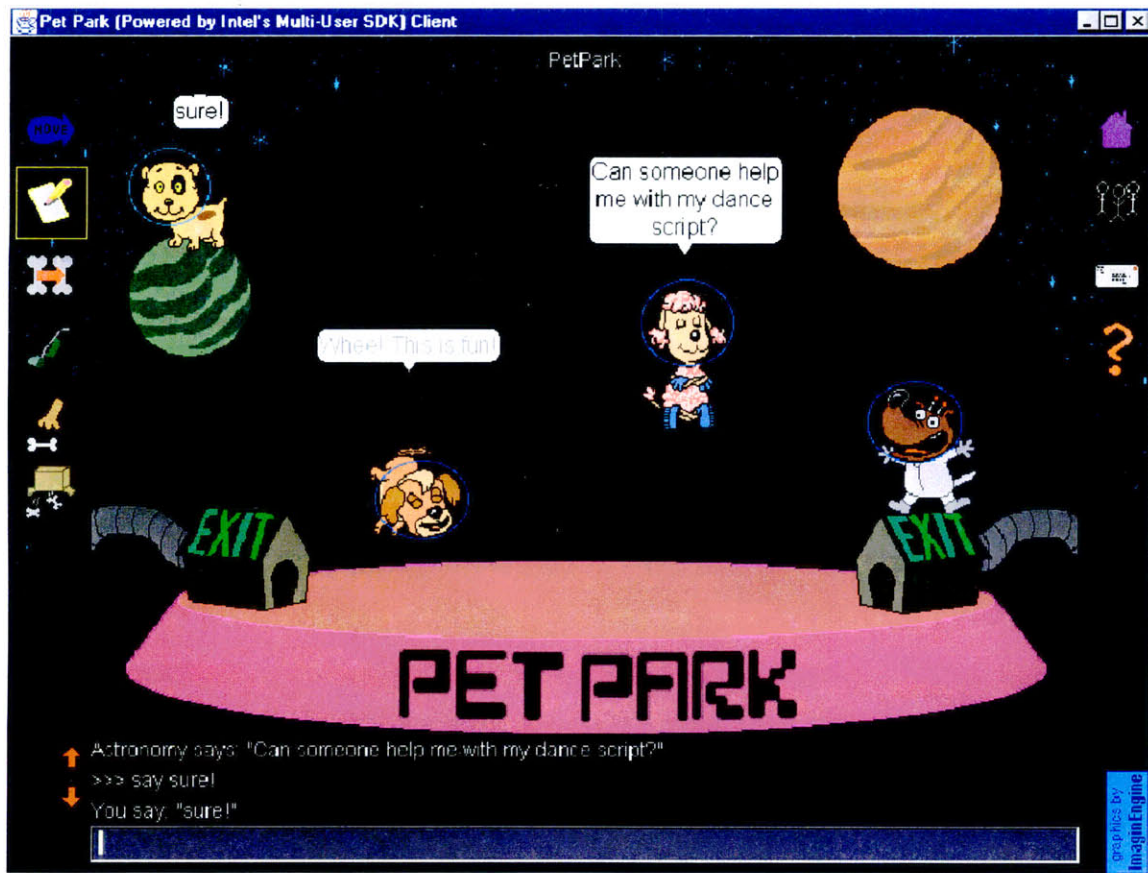 Pet Park (Powered by Intel's Multi-User SDK) Client
PetPark
sure!
MOVE
Can someone help
me with my dance
script?
Whee! This is fun!
?
EXIT
EXIT
PET PARK
Astronomy says: "Can someone help me with my dance script?"
>>> say sure!
You say: "sure!"
graphics by
ImaginEngine